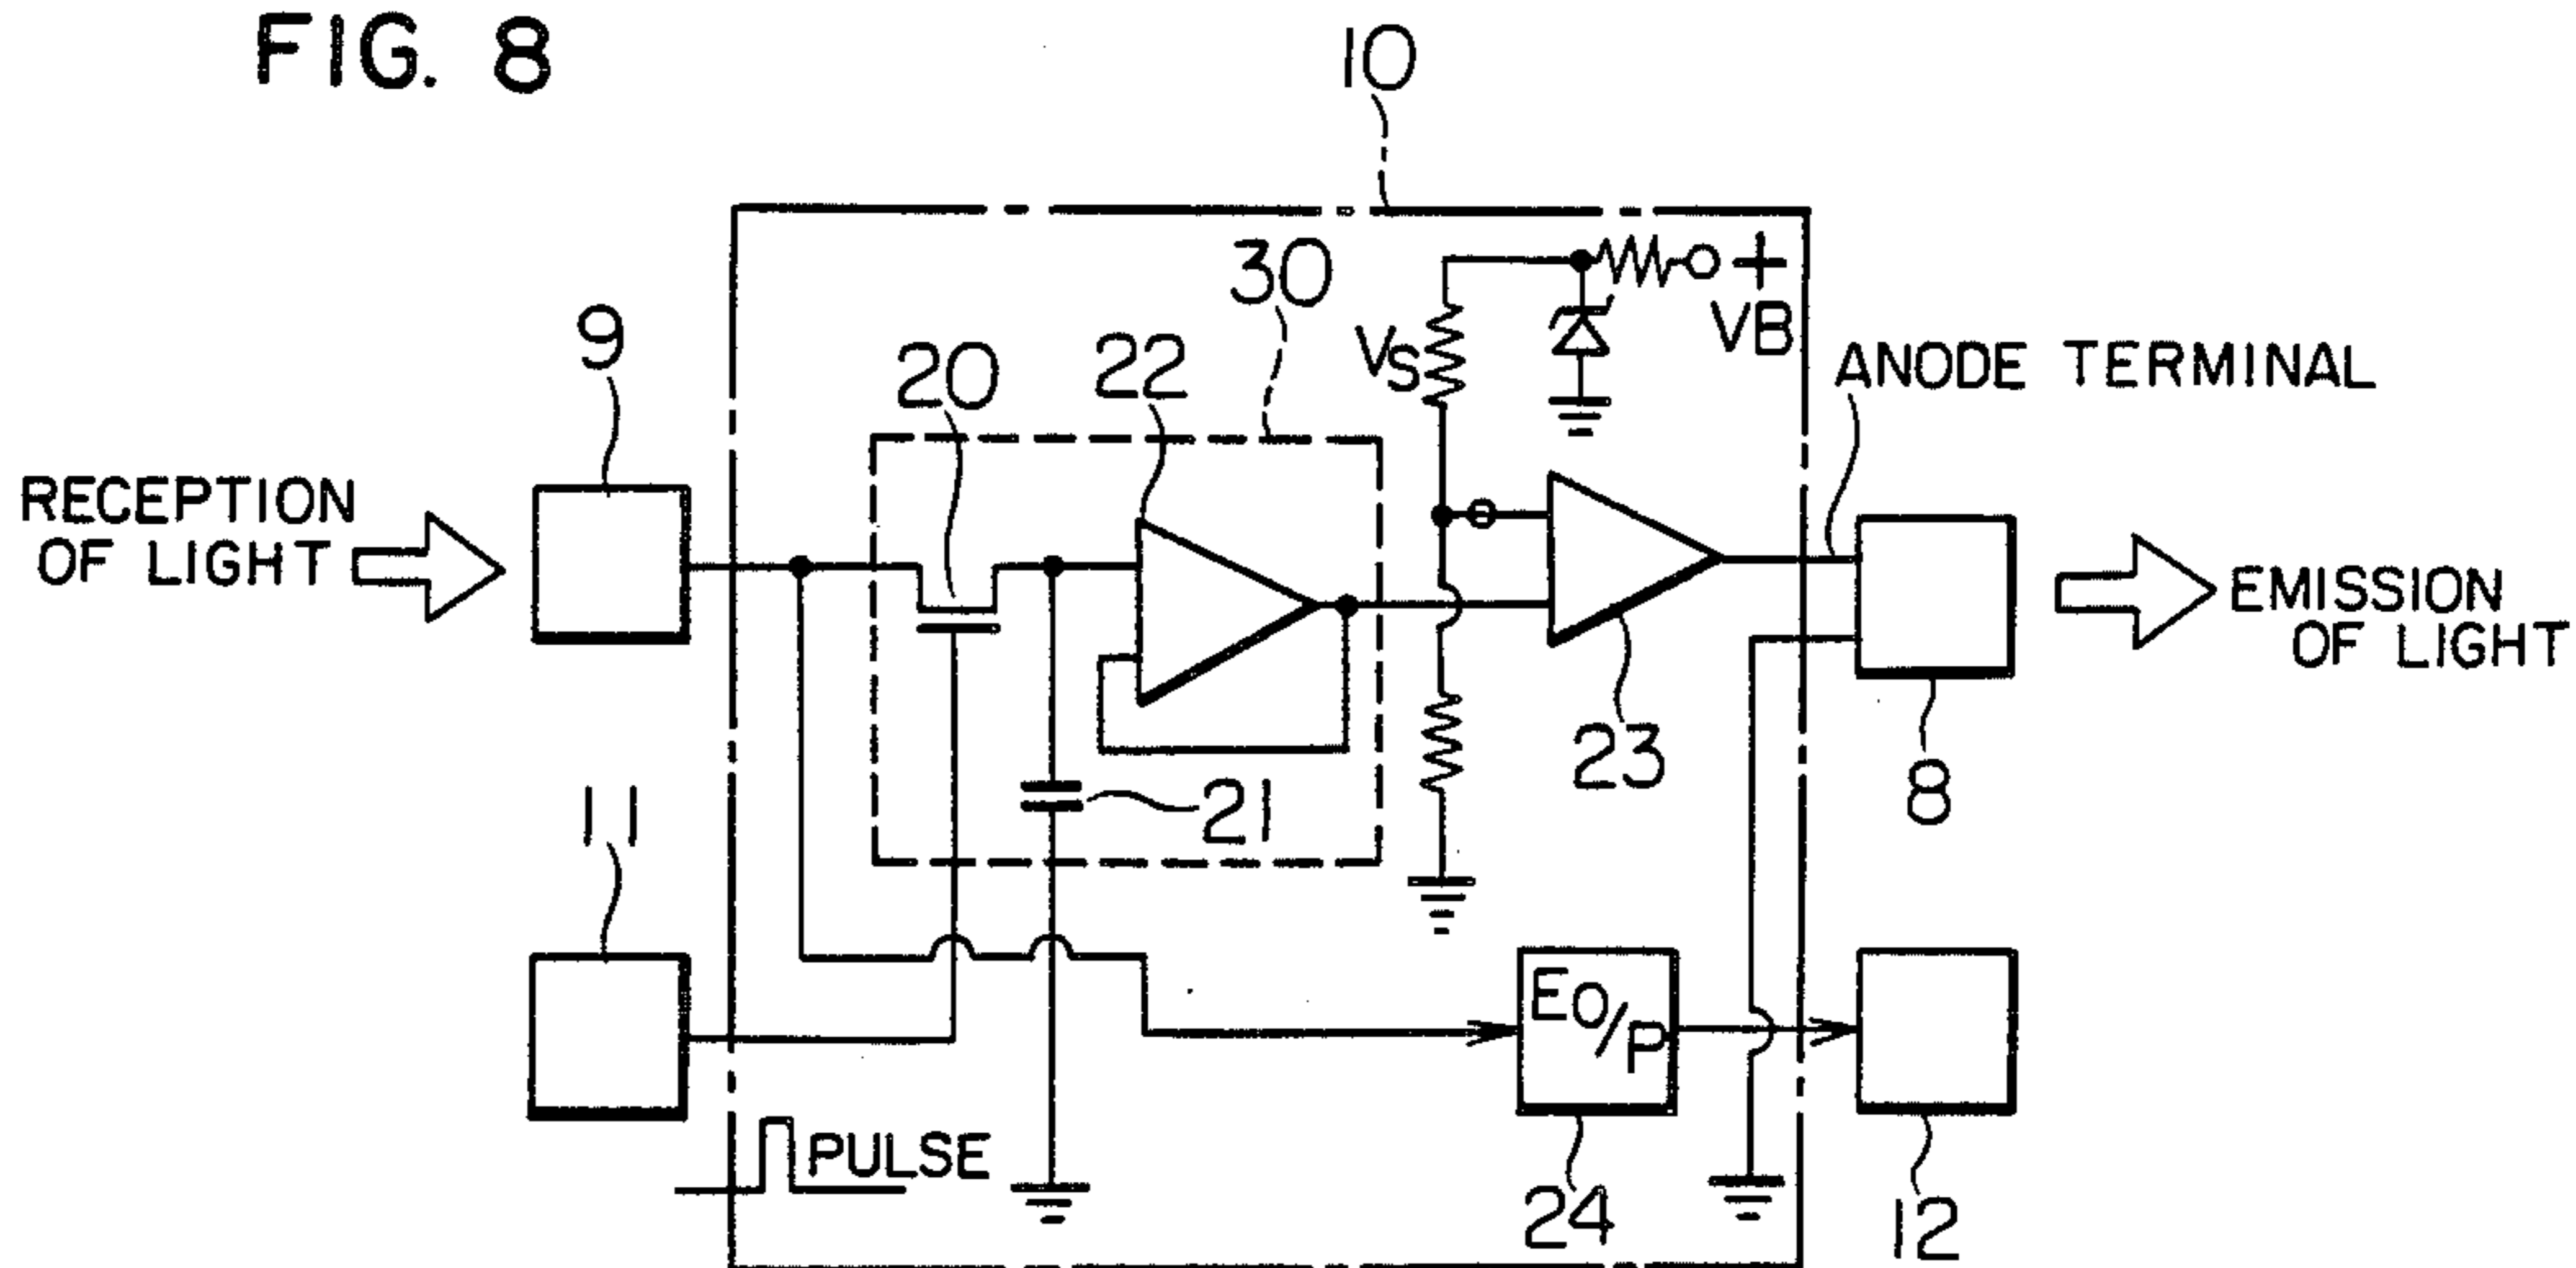 FIG. 8
10
30
+
VB
VS
9
20
22
ANODE TERMINAL
RECEPTION
OF LIGHT
EMISSION
OF LIGHT
23
8
21
11
EO/P
PULSE
24
12